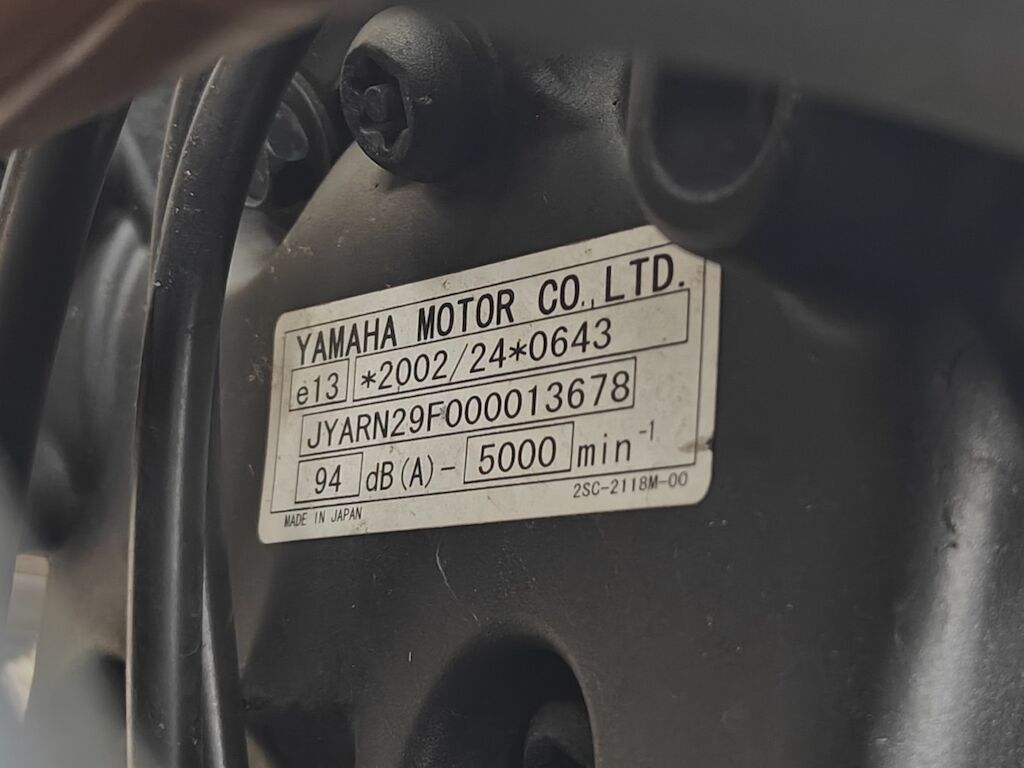 YAMAHA MOTOR CO.,LTD.
e13 *2002/24*0643
JYARN29F000013678
94 dB(A)- 5000 min⁻¹
MADE IN JAPAN 2SC-2118M-00